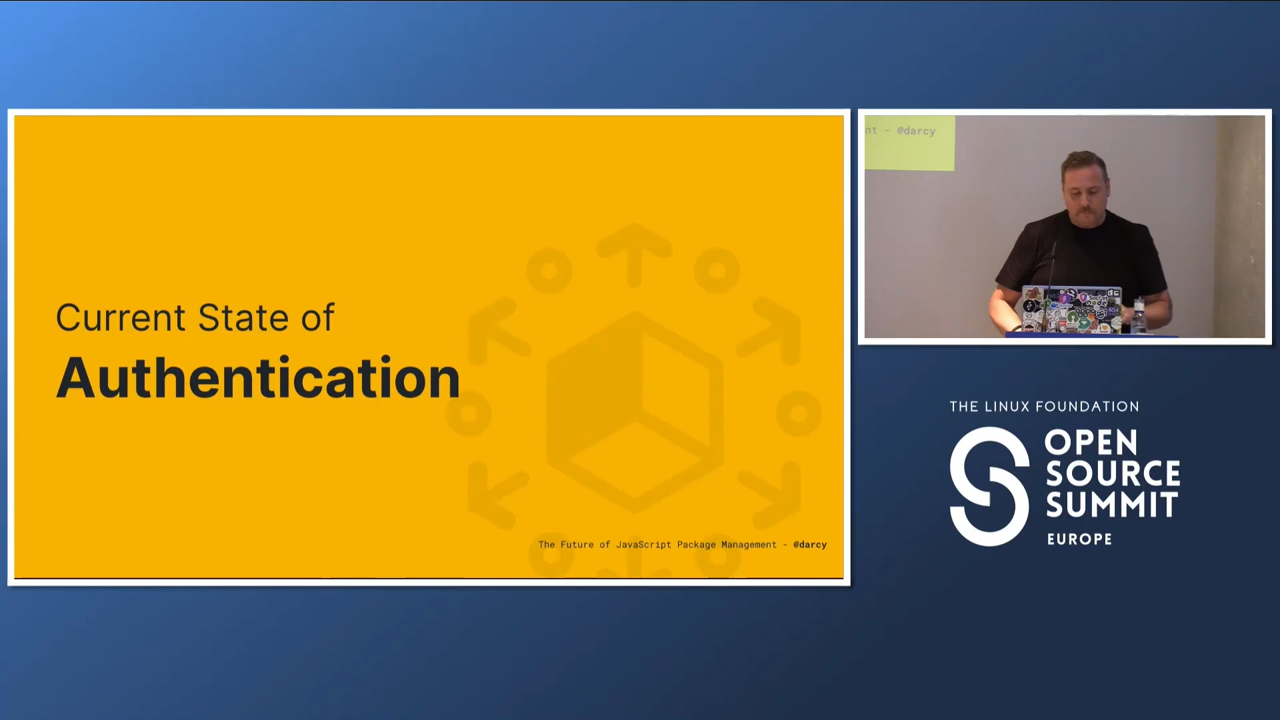 Current State of
Authentication
The Future of JavaScript Package Management - @darcy
nt - @darcy
THE LINUX FOUNDATION
OPEN
SOURCE
SUMMIT
EUROPE